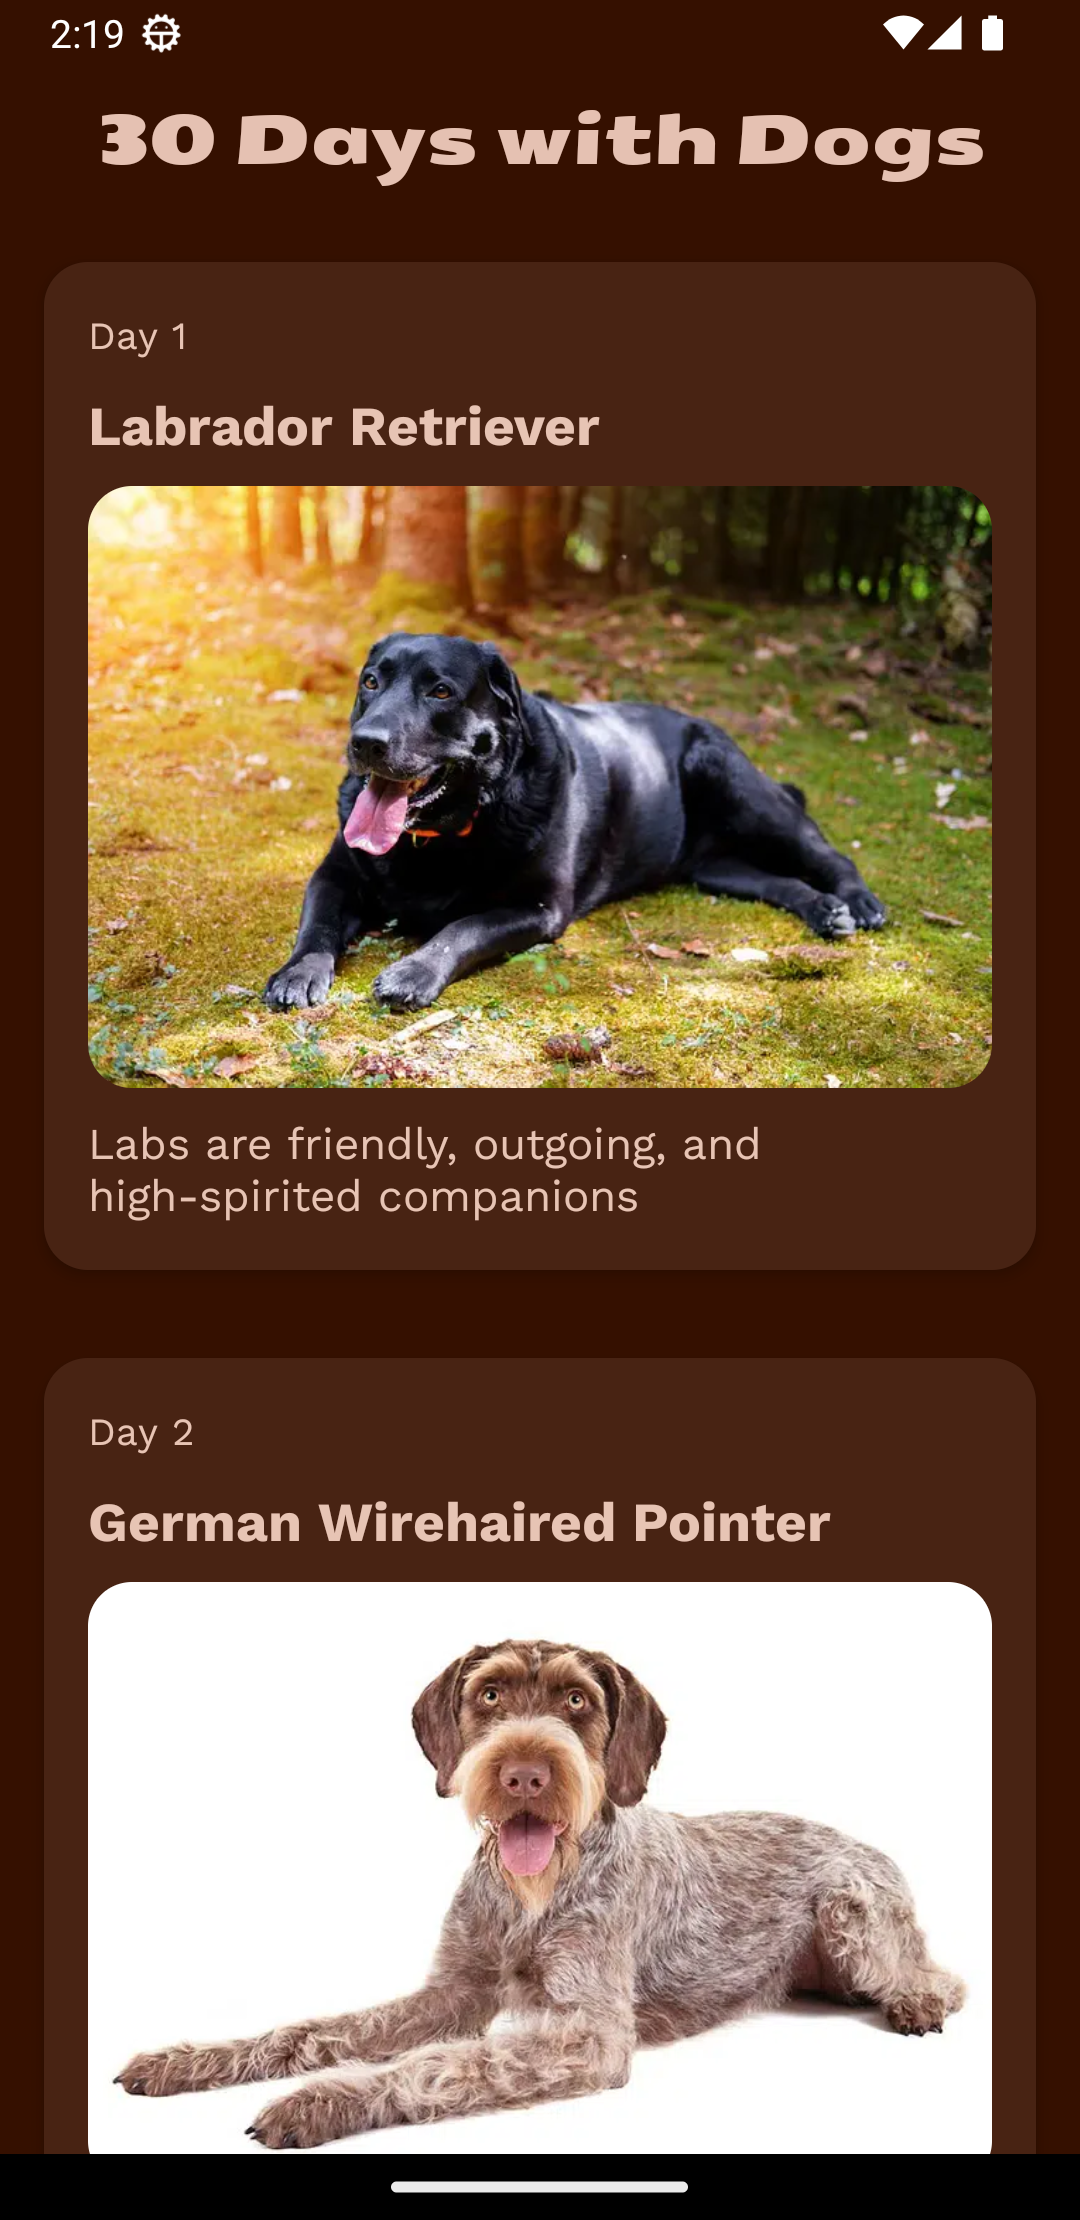 2:19
30 Days with Dogs
Day 1
Labrador Retriever
Labs are friendly, outgoing, and
high-spirited companions
Day 2
German Wirehaired Pointer